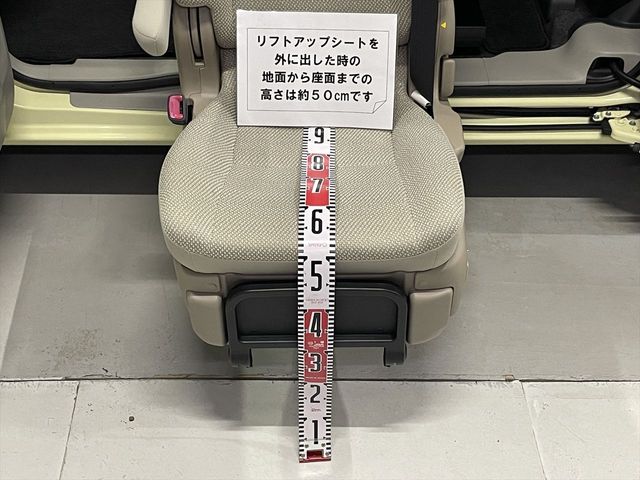 リフトアップシートを
外に出した時の
地面から座面までの
高さは約50cmです
9
8
7
6
5
4
3
2
1